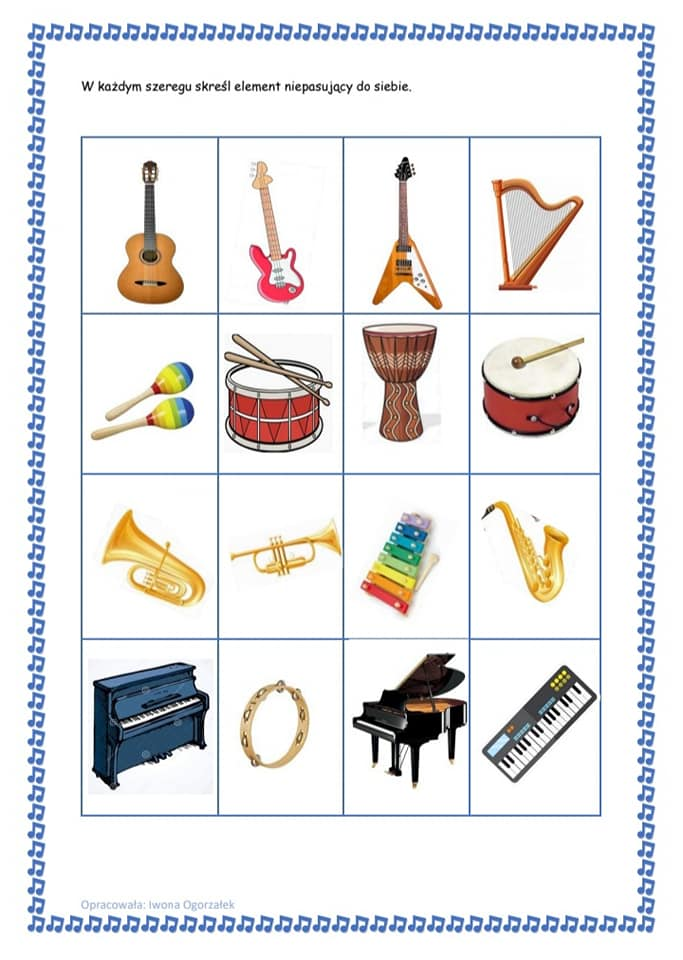 W każdym szeregu skreśl element niepasujący do siebie.
Opracowała: Iwona Ogorzałek